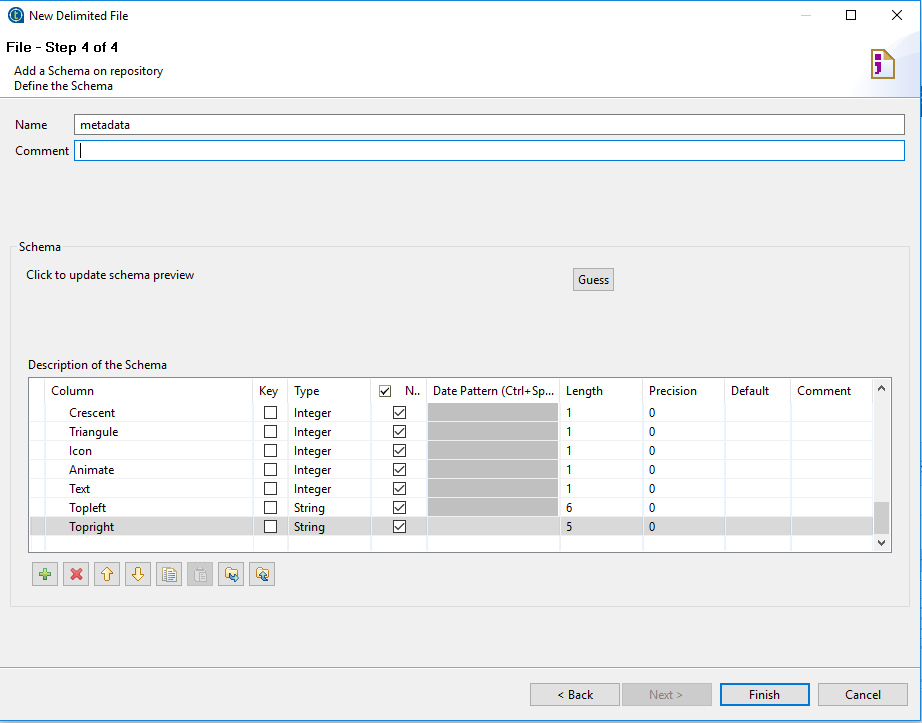 New Delimited File
File - Step 4 of 4
Add a Schema on repository
Define the Schema
Name metadata
Comment
Schema
Click to update schema preview Guess
Description of the Schema
Column Key Type N.. Date Pattern (Ctrl+Sp... Length Precision Default Comment
Crescent Integer 1 0
Triangule Integer 1 0
Icon Integer 1 0
Animate Integer 1 0
Text Integer 1 0
Topleft String 6 0
Topright String 5 0
< Back Next > Finish Cancel